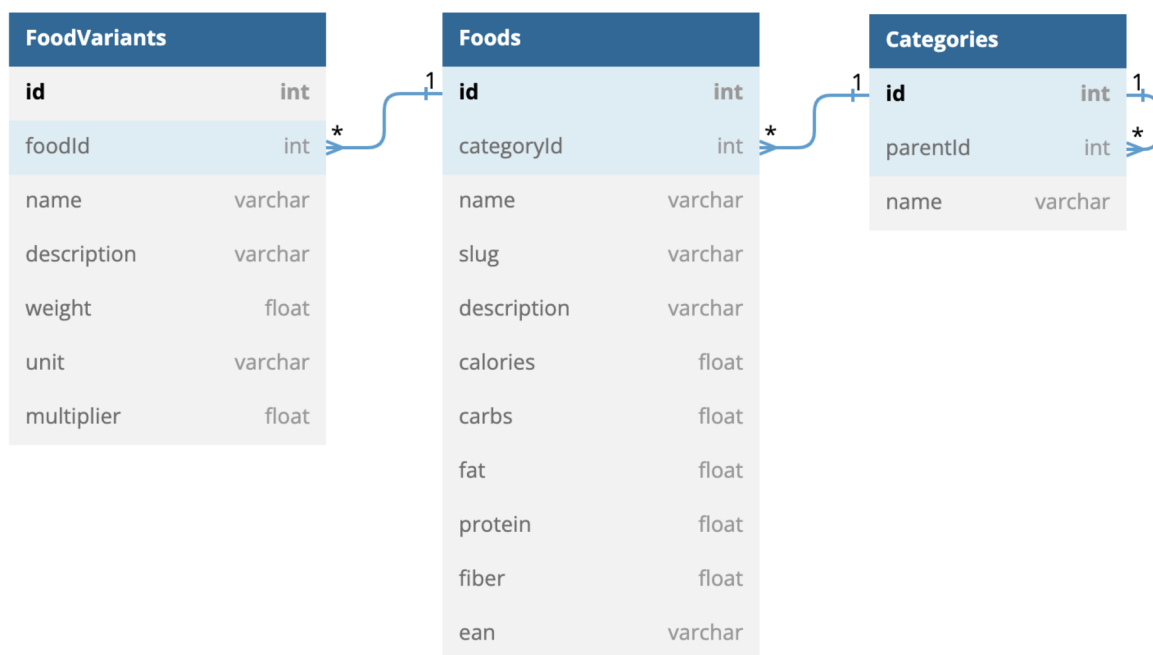 FoodVariants
id int
foodId int
name varchar
description varchar
weight float
unit varchar
multiplier float
*
1
Foods
id int
categoryId int
name varchar
slug varchar
description varchar
calories float
carbs float
fat float
protein float
fiber float
ean varchar
*
1
Categories
id int
parentId int
name varchar
1
*